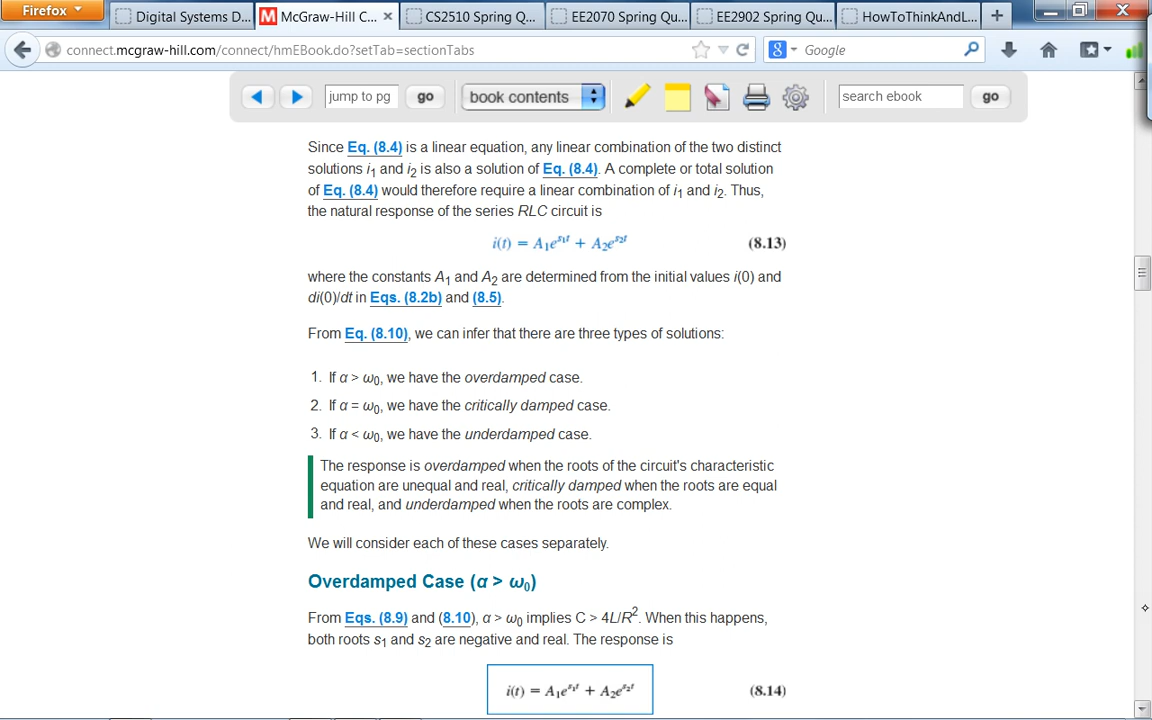 Firefox
Digital Systems D...
McGraw-Hill C... ×
CS2510 Spring Q...
EE2070 Spring Qu...
EE2902 Spring Qu...
HowToThinkAndL...
connect.mcgraw-hill.com/connect/hmEBook.do?setTab=sectionTabs
8 Google
jump to pg go book contents search ebook go
Since Eq. (8.4) is a linear equation, any linear combination of the two distinct
solutions i₁ and i₂ is also a solution of Eq. (8.4). A complete or total solution
of Eq. (8.4) would therefore require a linear combination of i₁ and i₂. Thus,
the natural response of the series RLC circuit is
i(t) = A₁e^{s₁t} + A₂e^{s₂t} (8.13)
where the constants A₁ and A₂ are determined from the initial values i(0) and
di(0)/dt in Eqs. (8.2b) and (8.5).
From Eq. (8.10), we can infer that there are three types of solutions:
1. If α > ω₀, we have the overdamped case.
2. If α = ω₀, we have the critically damped case.
3. If α < ω₀, we have the underdamped case.
The response is overdamped when the roots of the circuit's characteristic
equation are unequal and real, critically damped when the roots are equal
and real, and underdamped when the roots are complex.
We will consider each of these cases separately.
Overdamped Case (α > ω₀)
From Eqs. (8.9) and (8.10), α > ω₀ implies C > 4L/R². When this happens,
both roots s₁ and s₂ are negative and real. The response is
i(t) = A₁e^{s₁t} + A₂e^{s₂t} (8.14)